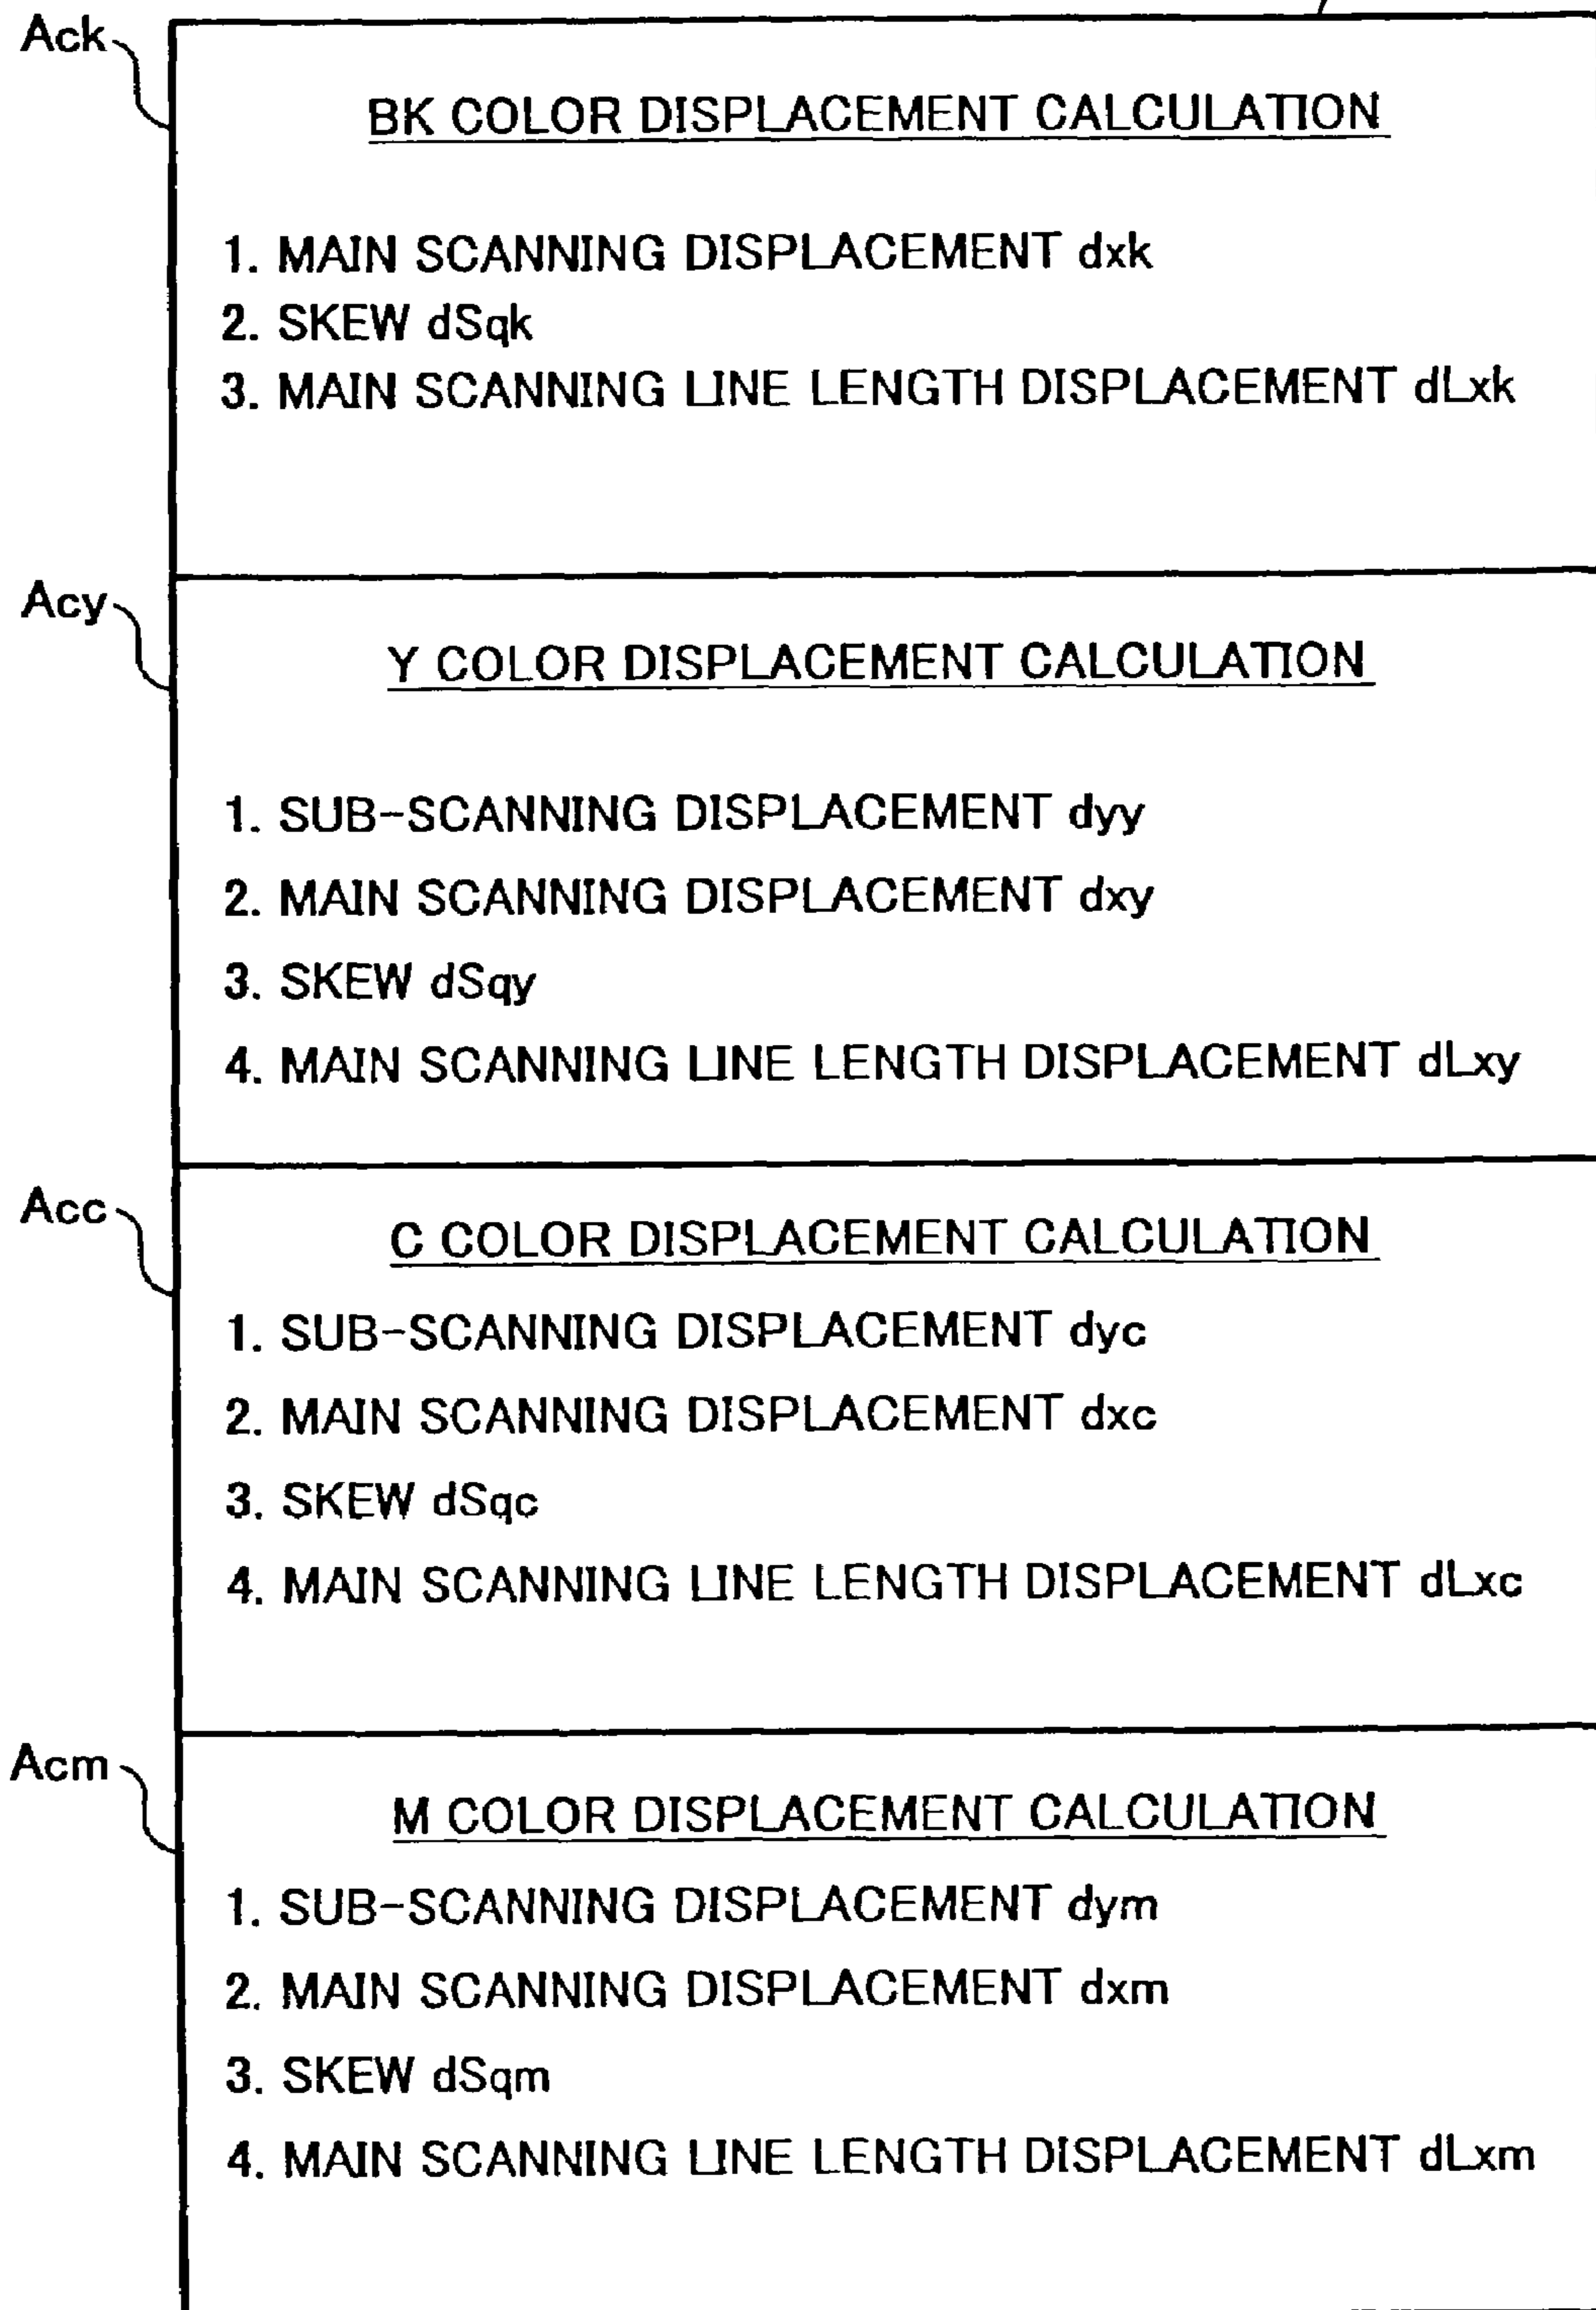 Ack
BK COLOR DISPLACEMENT CALCULATION
1. MAIN SCANNING DISPLACEMENT dxk
2. SKEW dSqk
3. MAIN SCANNING LINE LENGTH DISPLACEMENT dLxk
Acy
Y COLOR DISPLACEMENT CALCULATION
1. SUB-SCANNING DISPLACEMENT dyy
2. MAIN SCANNING DISPLACEMENT dxy
3. SKEW dSqy
4. MAIN SCANNING LINE LENGTH DISPLACEMENT dLxy
Acc
C COLOR DISPLACEMENT CALCULATION
1. SUB-SCANNING DISPLACEMENT dyc
2. MAIN SCANNING DISPLACEMENT dxc
3. SKEW dSqc
4. MAIN SCANNING LINE LENGTH DISPLACEMENT dLxc
Acm
M COLOR DISPLACEMENT CALCULATION
1. SUB-SCANNING DISPLACEMENT dym
2. MAIN SCANNING DISPLACEMENT dxm
3. SKEW dSqm
4. MAIN SCANNING LINE LENGTH DISPLACEMENT dLxm